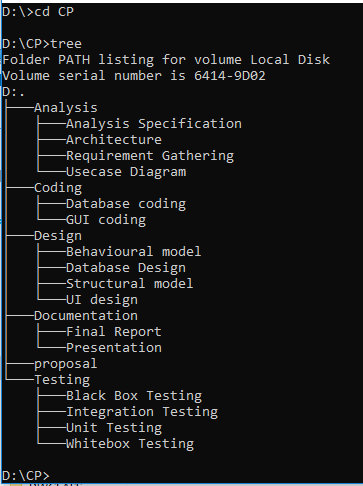 D:\>cd CP
D:\CP>tree
Folder PATH listing for volume Local Disk
Volume serial number is 6414-9D02
D:.
├───Analysis
│   ├───Analysis Specification
│   ├───Architecture
│   ├───Requirement Gathering
│   └───Usecase Diagram
├───Coding
│   ├───Database coding
│   └───GUI coding
├───Design
│   ├───Behavioural model
│   ├───Database Design
│   ├───Structural model
│   └───UI design
├───Documentation
│   ├───Final Report
│   └───Presentation
├───proposal
└───Testing
    ├───Black Box Testing
    ├───Integration Testing
    ├───Unit Testing
    └───Whitebox Testing
D:\CP>